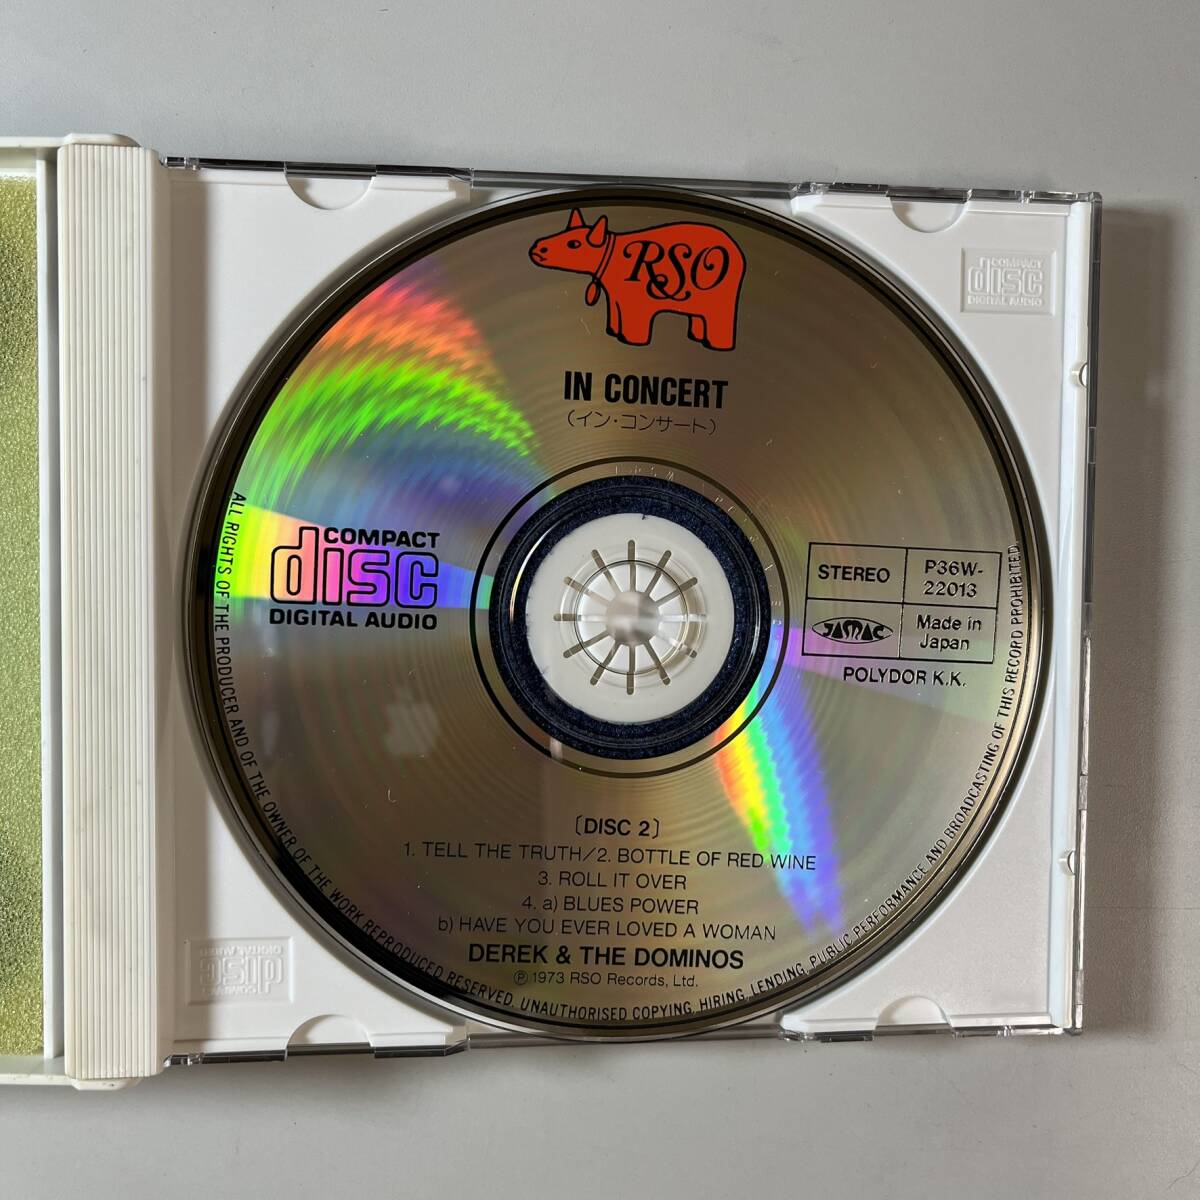 RSO
IN CONCERT
(イン・コンサート)
COMPACT
disc
DIGITAL AUDIO
STEREO
P36W-
22013
JASRAC
Made in
Japan
POLYDOR K.K.
[DISC 2]
1. TELL THE TRUTH/2. BOTTLE OF RED WINE
3. ROLL IT OVER
4. a) BLUES POWER
b) HAVE YOU EVER LOVED A WOMAN
DEREK & THE DOMINOS
Ⓟ 1973 RSO Records, Ltd.
ALL RIGHTS OF THE PRODUCER AND OF THE OWNER OF THE WORK REPRODUCED RESERVED. UNAUTHORISED COPYING, HIRING, LENDING, PUBLIC PERFORMANCE AND BROADCASTING OF THIS RECORD PROHIBITED.
COMPACT
disc
DIGITAL AUDIO
COMPACT
disc
DIGITAL AUDIO